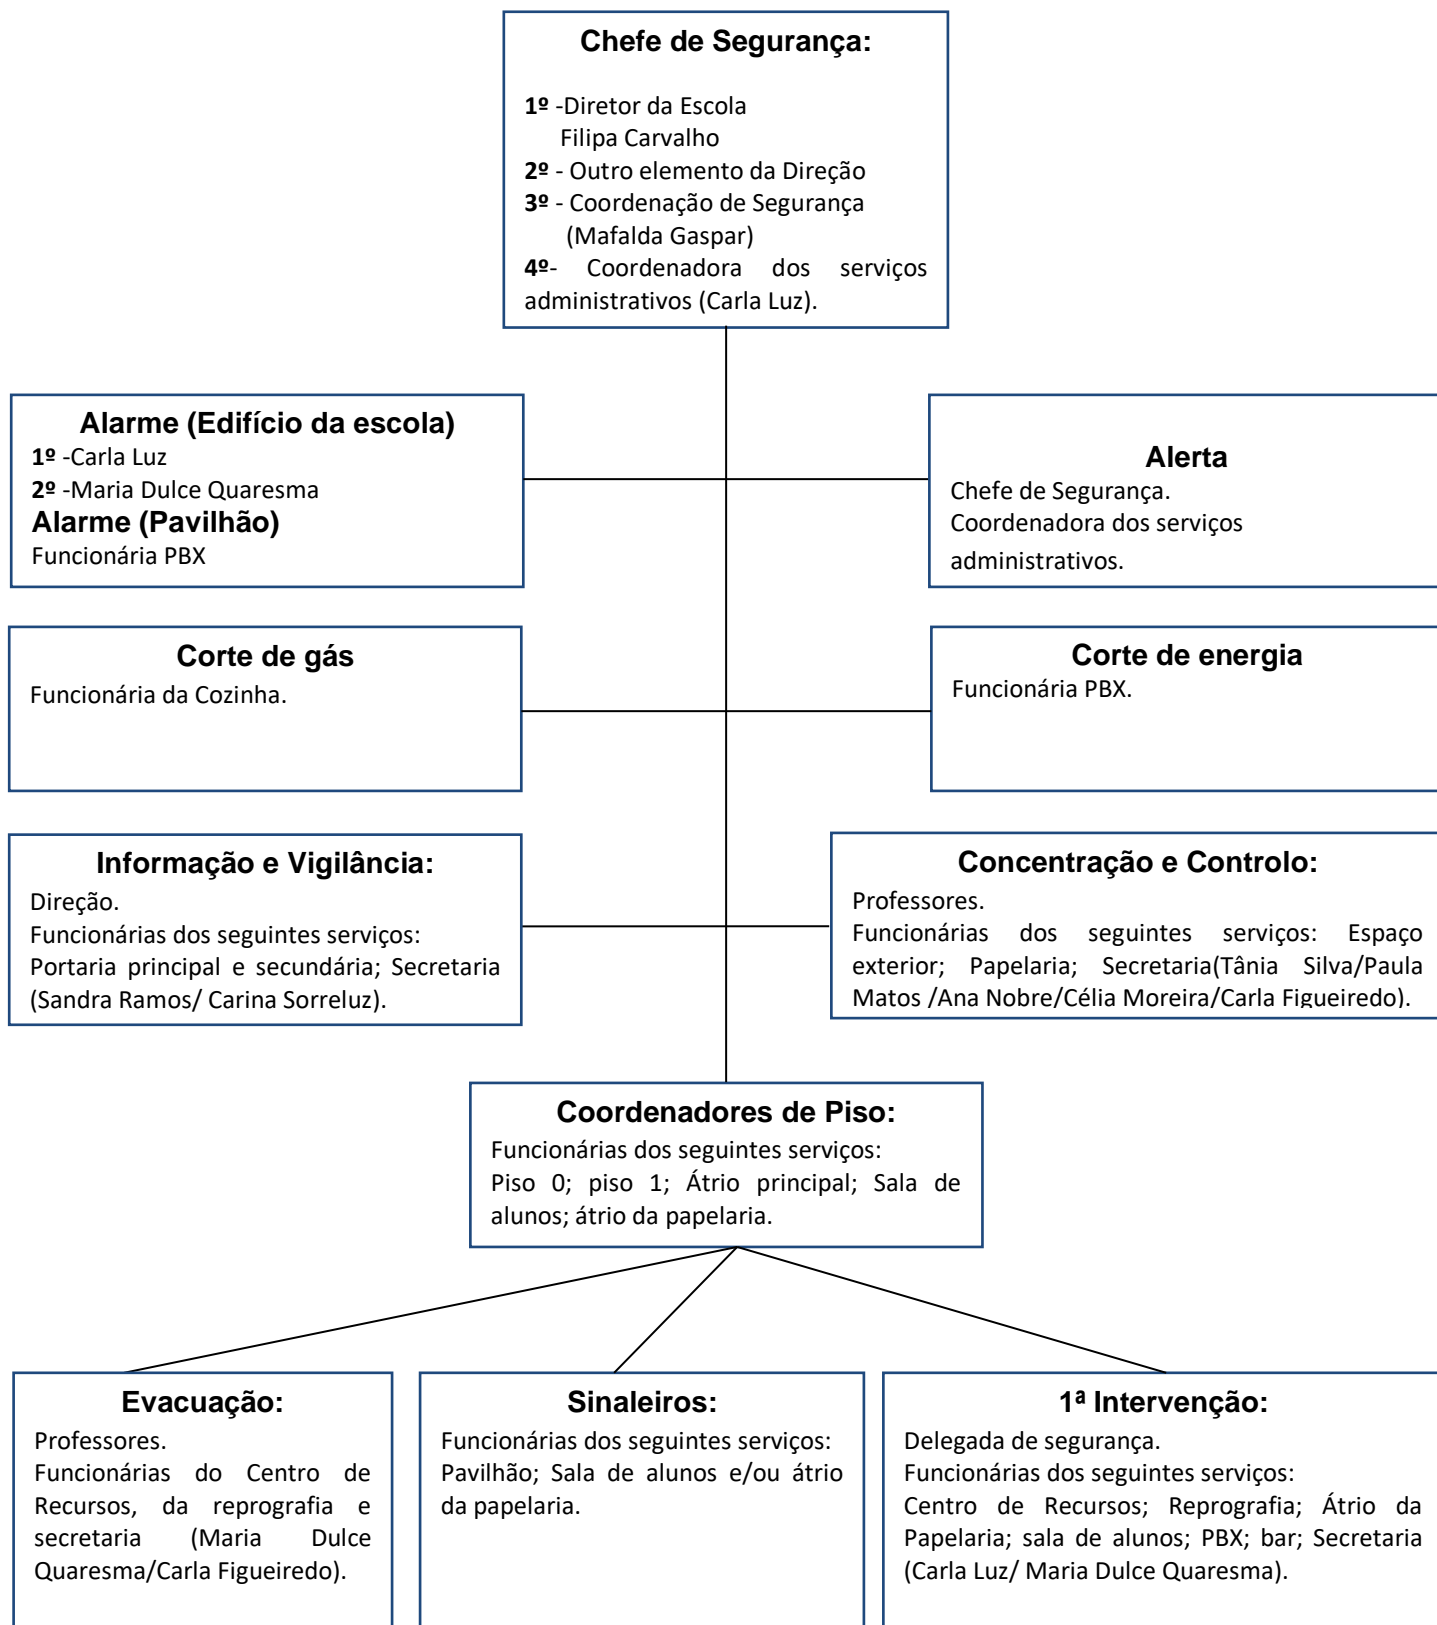 Chefe de Segurança:
1º -Diretor da Escola
Filipa Carvalho
2º - Outro elemento da Direção
3º - Coordenação de Segurança
(Mafalda Gaspar)
4º- Coordenadora dos serviços
administrativos (Carla Luz).
Alarme (Edifício da escola)
1º -Carla Luz
2º -Maria Dulce Quaresma
Alarme (Pavilhão)
Funcionária PBX
Alerta
Chefe de Segurança.
Coordenadora dos serviços
administrativos.
Corte de gás
Funcionária da Cozinha.
Corte de energia
Funcionária PBX.
Informação e Vigilância:
Direção.
Funcionárias dos seguintes serviços:
Portaria principal e secundária; Secretaria
(Sandra Ramos/ Carina Sorreluz).
Concentração e Controlo:
Professores.
Funcionárias dos seguintes serviços: Espaço
exterior; Papelaria; Secretaria(Tânia Silva/Paula
Matos /Ana Nobre/Célia Moreira/Carla Figueiredo).
Coordenadores de Piso:
Funcionárias dos seguintes serviços:
Piso 0; piso 1; Átrio principal; Sala de
alunos; átrio da papelaria.
Evacuação:
Professores.
Funcionárias do Centro de
Recursos, da reprografia e
secretaria (Maria Dulce
Quaresma/Carla Figueiredo).
Sinaleiros:
Funcionárias dos seguintes serviços:
Pavilhão; Sala de alunos e/ou átrio
da papelaria.
1ª Intervenção:
Delegada de segurança.
Funcionárias dos seguintes serviços:
Centro de Recursos; Reprografia; Átrio da
Papelaria; sala de alunos; PBX; bar; Secretaria
(Carla Luz/ Maria Dulce Quaresma).